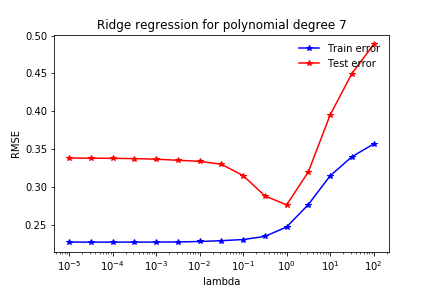 Ridge regression for polynomial degree 7
0.50
0.45
0.40
0.35
0.30
0.25
RMSE
Train error
Test error
10⁻⁵ 10⁻⁴ 10⁻³ 10⁻² 10⁻¹ 10⁰ 10¹ 10²
lambda